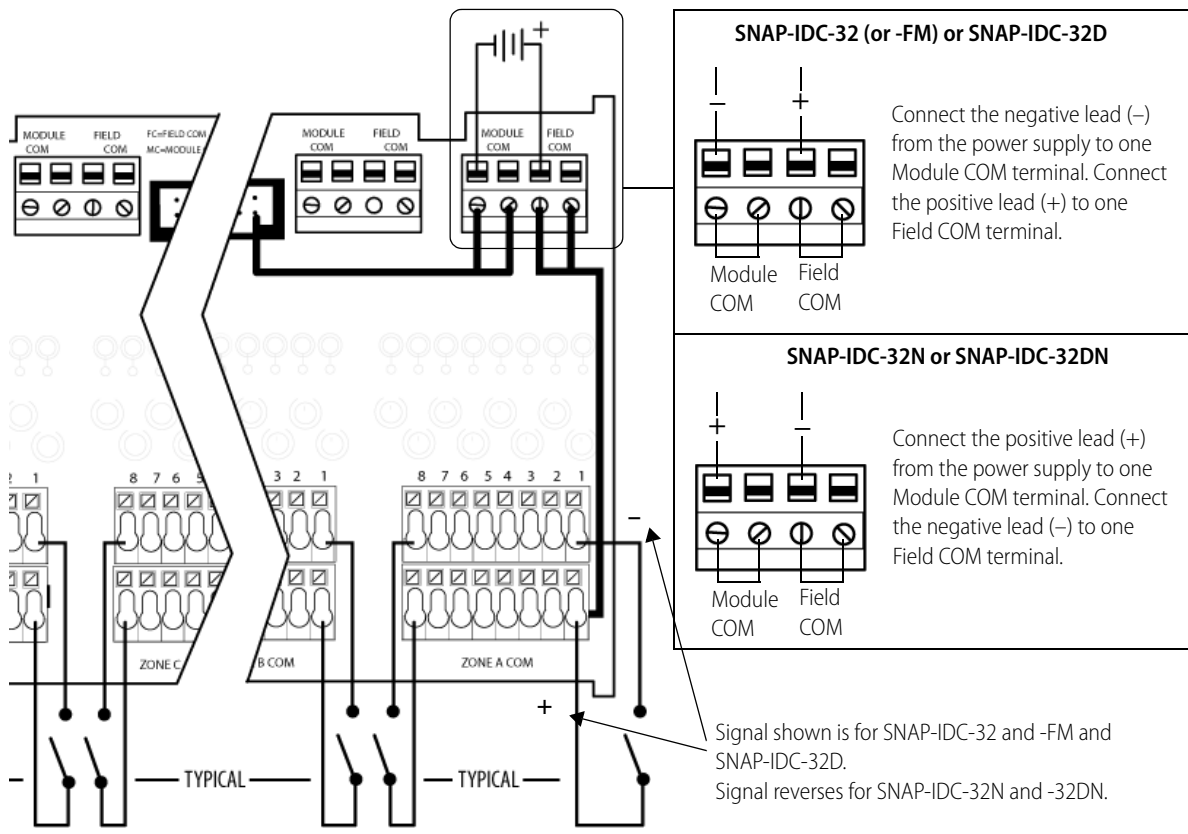 SNAP-IDC-32 (or -FM) or SNAP-IDC-32D
– +
Connect the negative lead (–)
from the power supply to one
Module COM terminal. Connect
the positive lead (+) to one
Field COM terminal.
Module COM
Field COM
SNAP-IDC-32N or SNAP-IDC-32DN
+ –
Connect the positive lead (+)
from the power supply to one
Module COM terminal. Connect
the negative lead (–) to one
Field COM terminal.
Module COM
Field COM
+
MODULE COM
FIELD COM
FC=FIELD COM
MC=MODULE
MODULE COM
FIELD COM
MODULE COM
FIELD COM
1
8 7 6 5
3 2 1
8 7 6 5 4 3 2 1
–
ZONE C
B COM
ZONE A COM
+
TYPICAL
TYPICAL
Signal shown is for SNAP-IDC-32 and -FM and
SNAP-IDC-32D.
Signal reverses for SNAP-IDC-32N and -32DN.